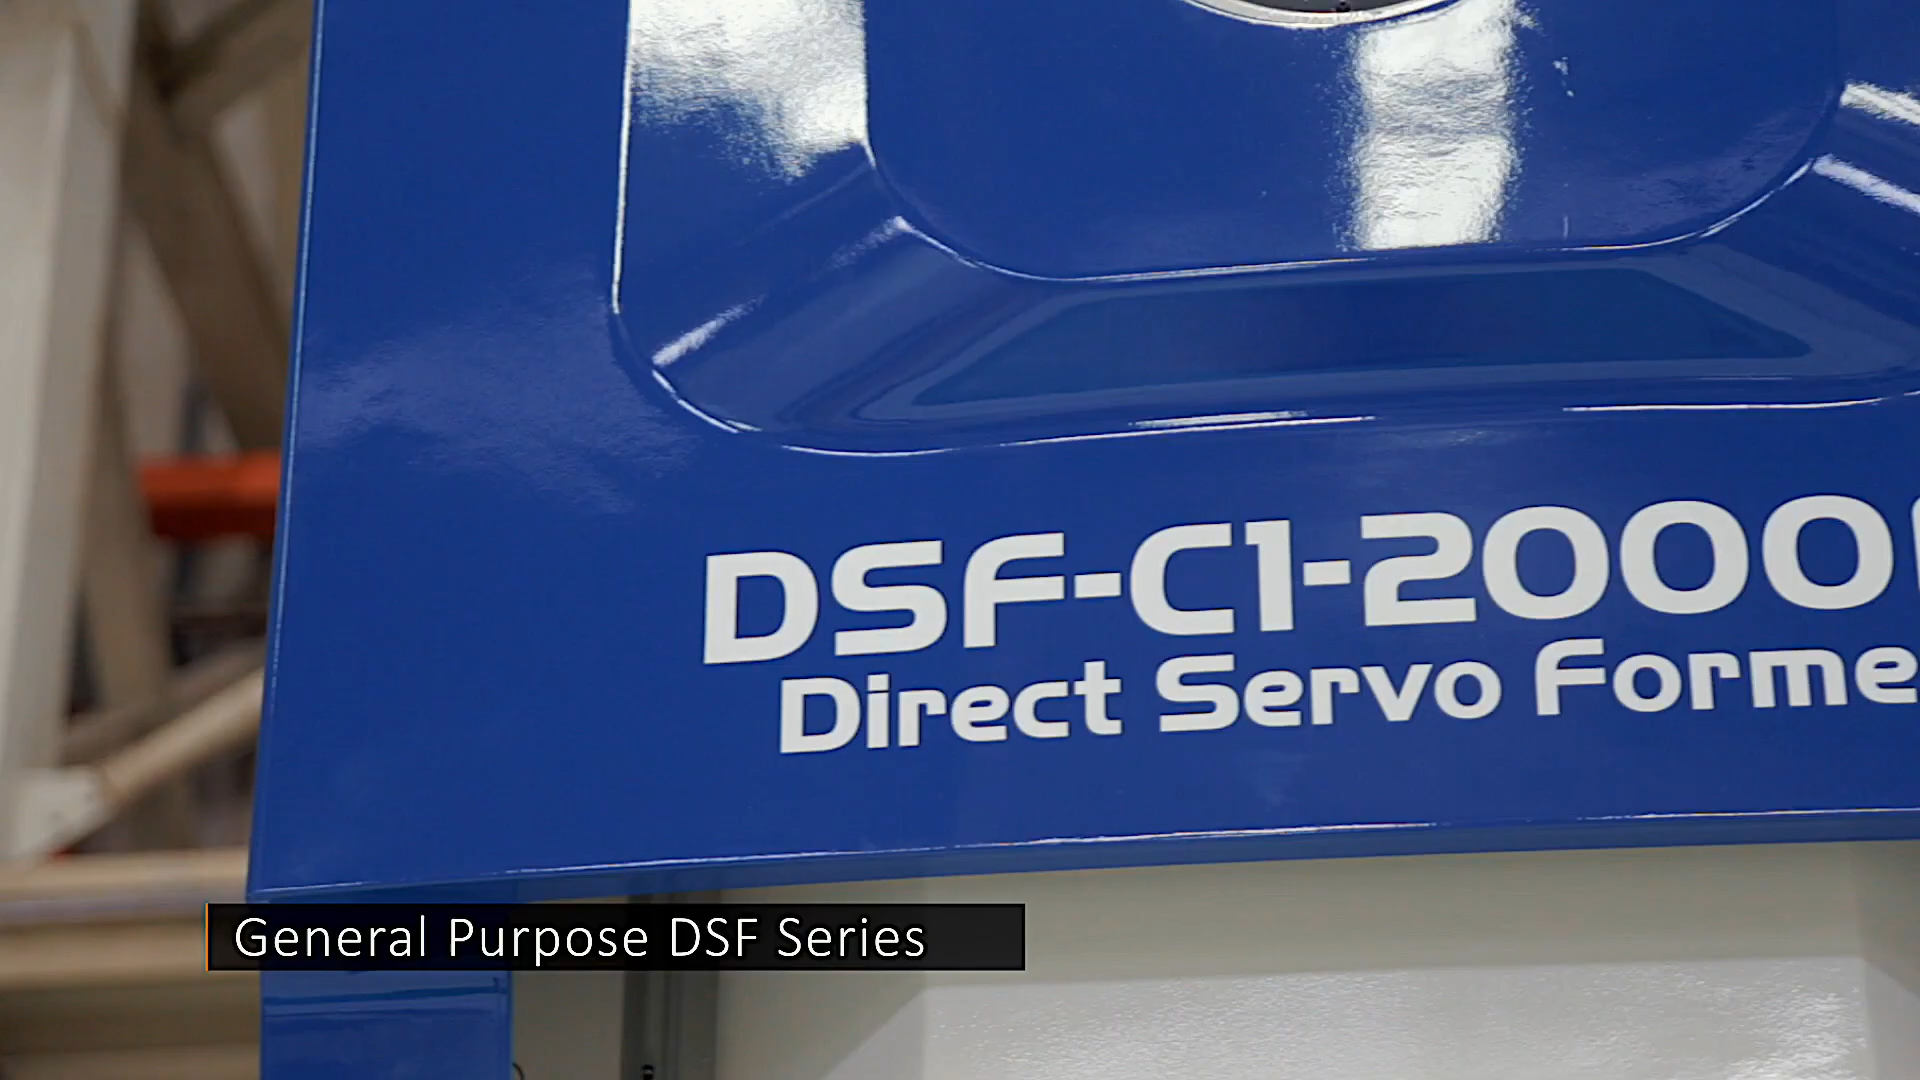 DSF-C1-2000
Direct Servo Forme
General Purpose DSF Series